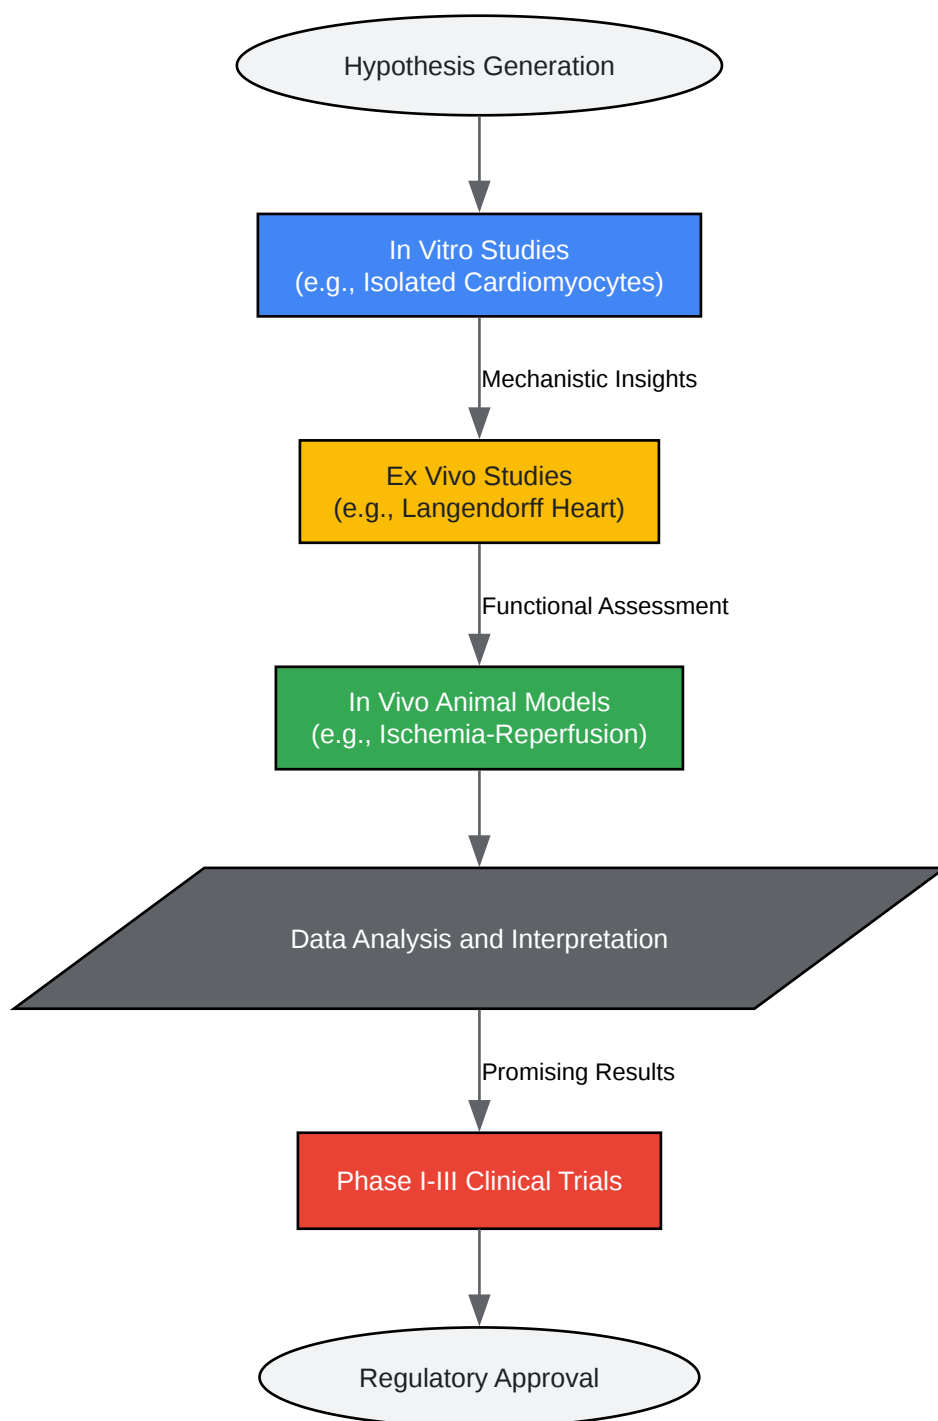 Hypothesis Generation
In Vitro Studies
(e.g., Isolated Cardiomyocytes)
Mechanistic Insights
Ex Vivo Studies
(e.g., Langendorff Heart)
Functional Assessment
In Vivo Animal Models
(e.g., Ischemia-Reperfusion)
Data Analysis and Interpretation
Promising Results
Phase I-III Clinical Trials
Regulatory Approval